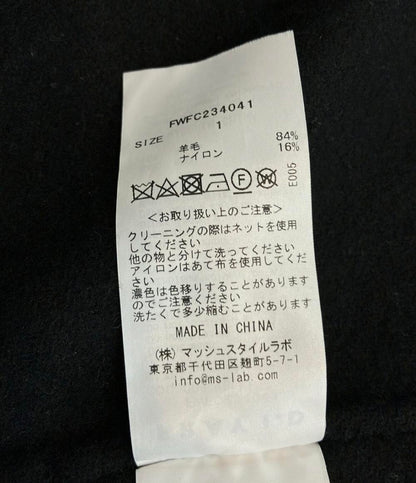 FWFC234041
SIZE 1
羊毛 84%
ナイロン 16%
E005
<お取り扱い上のご注意>
クリーニングの際はネットを使用
してください
他の物と分けて洗ってください
アイロンはあて布を使用してくだ
さい
濃色は色移りすることがあります
のでご注意ください
洗たくで多少縮むことがあります
MADE IN CHINA
(株) マッシュスタイルラボ
東京都千代田区麹町5-7-1
info@ms-lab.com